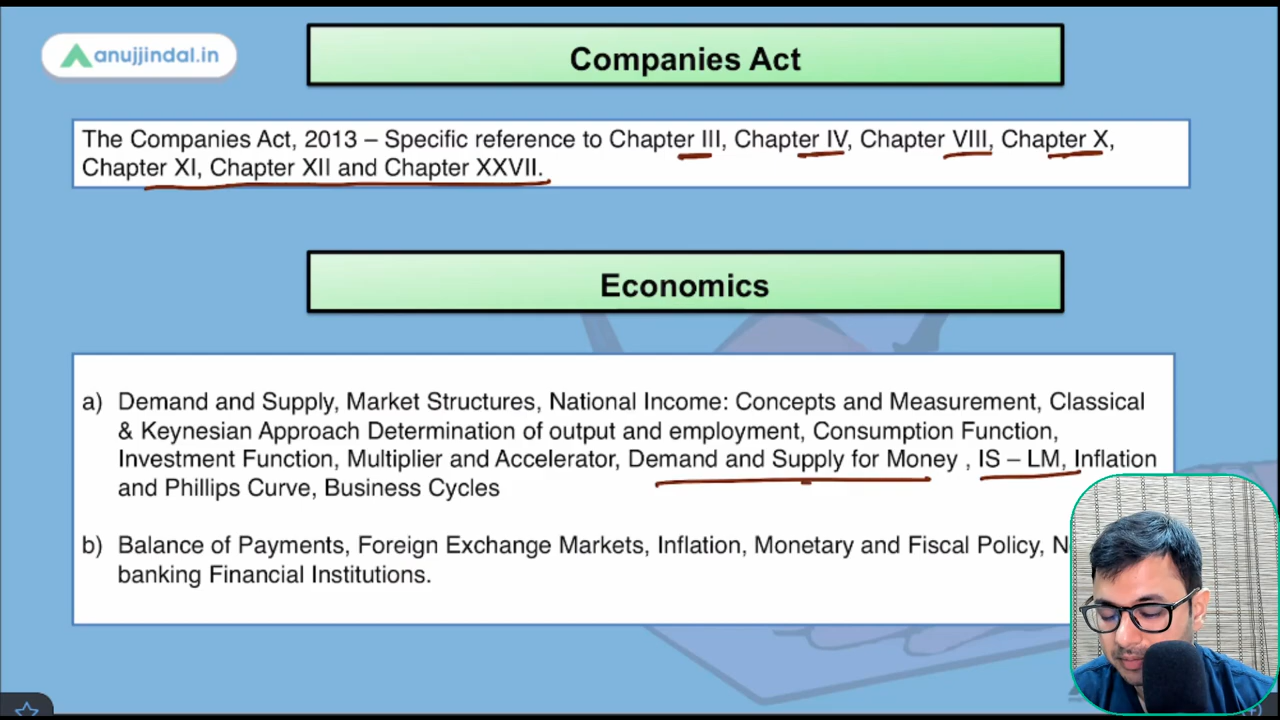 anujjindal.in
Companies Act
The Companies Act, 2013 – Specific reference to Chapter III, Chapter IV, Chapter VIII, Chapter X,
Chapter XI, Chapter XII and Chapter XXVII.
Economics
a) Demand and Supply, Market Structures, National Income: Concepts and Measurement, Classical
& Keynesian Approach Determination of output and employment, Consumption Function,
Investment Function, Multiplier and Accelerator, Demand and Supply for Money , IS – LM, Inflation
and Phillips Curve, Business Cycles
b) Balance of Payments, Foreign Exchange Markets, Inflation, Monetary and Fiscal Policy,
banking Financial Institutions.